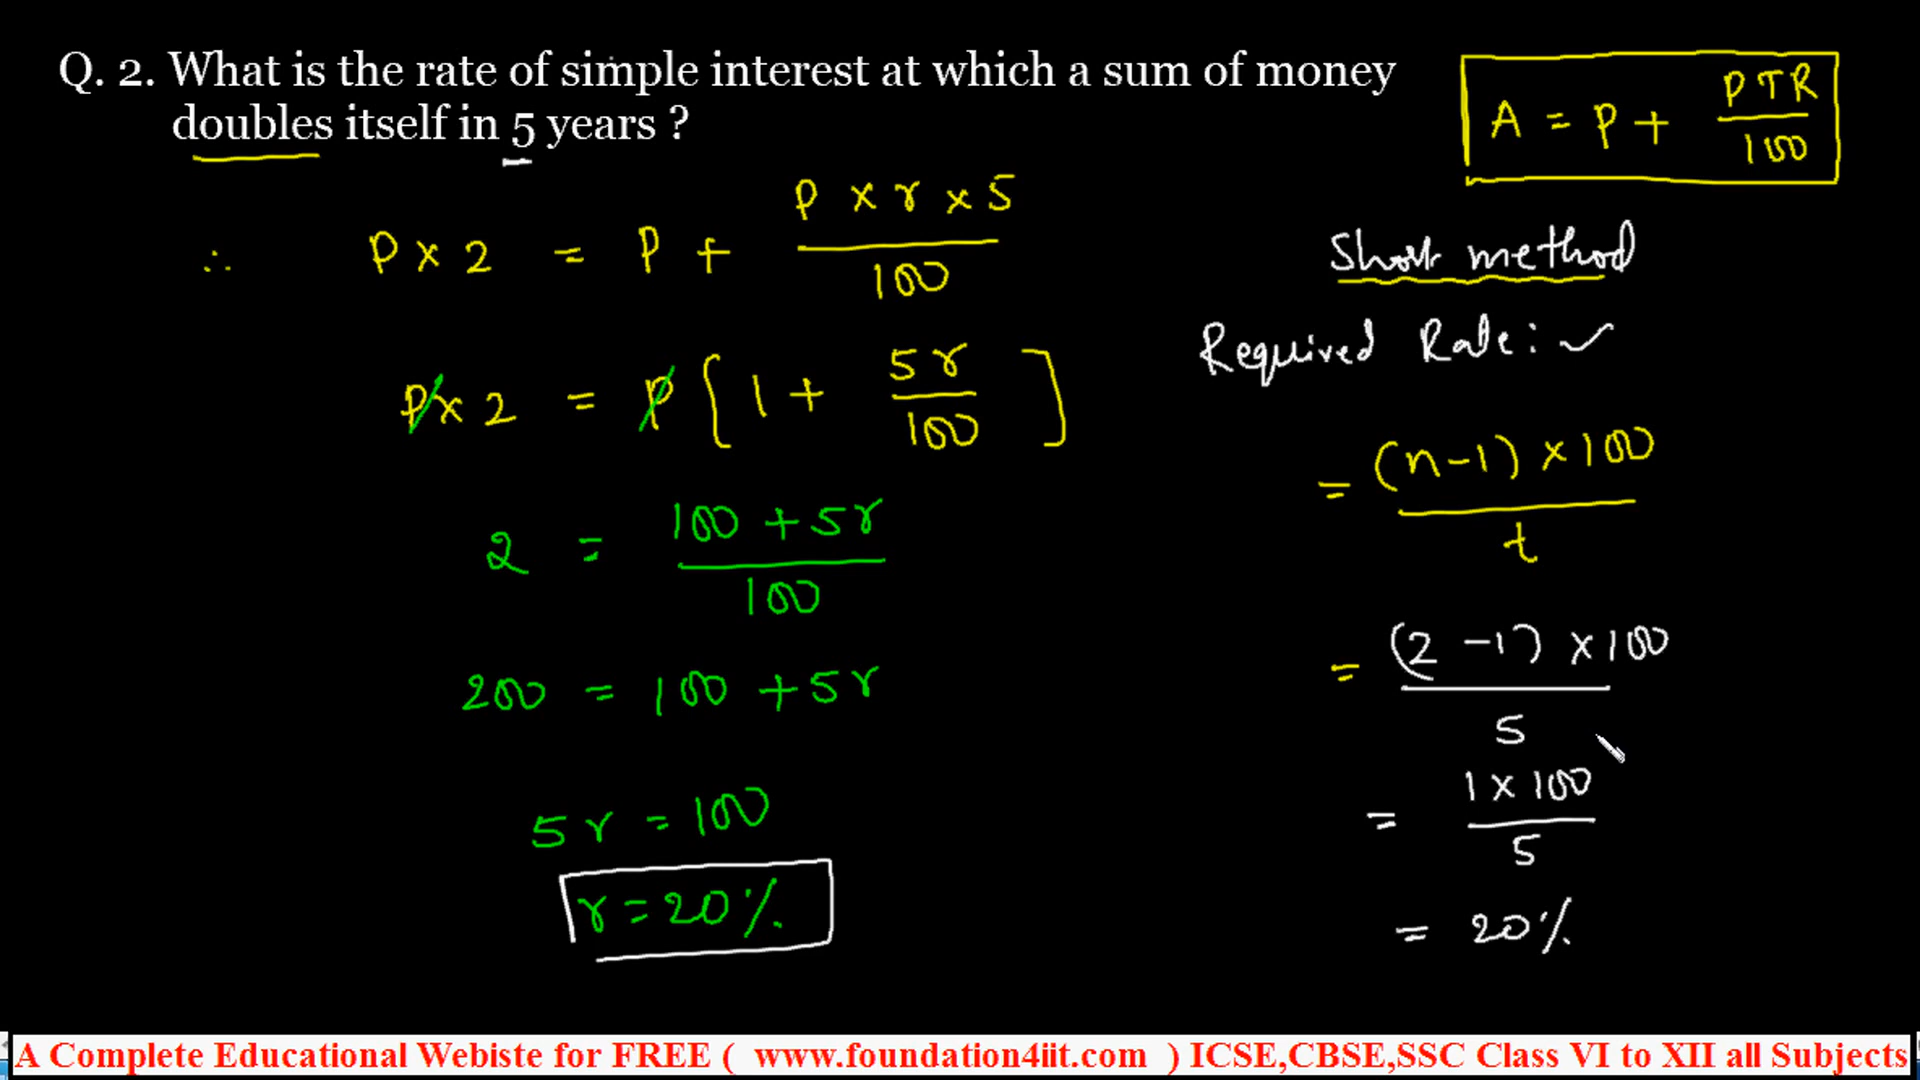 Q. 2. What is the rate of simple interest at which a sum of money
doubles itself in 5 years ?
A = P + PTR/100
∴ P × 2 = P + P × r × 5/100
P × 2 = P [ 1 + 5r/100 ]
2 = 100 + 5r/100
200 = 100 + 5r
5r = 100
r = 20%
Short method
Required Rate :
= (n-1) × 100/t
= (2 -1) × 100/5
= 1 × 100/5
= 20%
A Complete Educational Webiste for FREE ( www.foundation4iit.com ) ICSE,CBSE,SSC Class VI to XII all Subjects